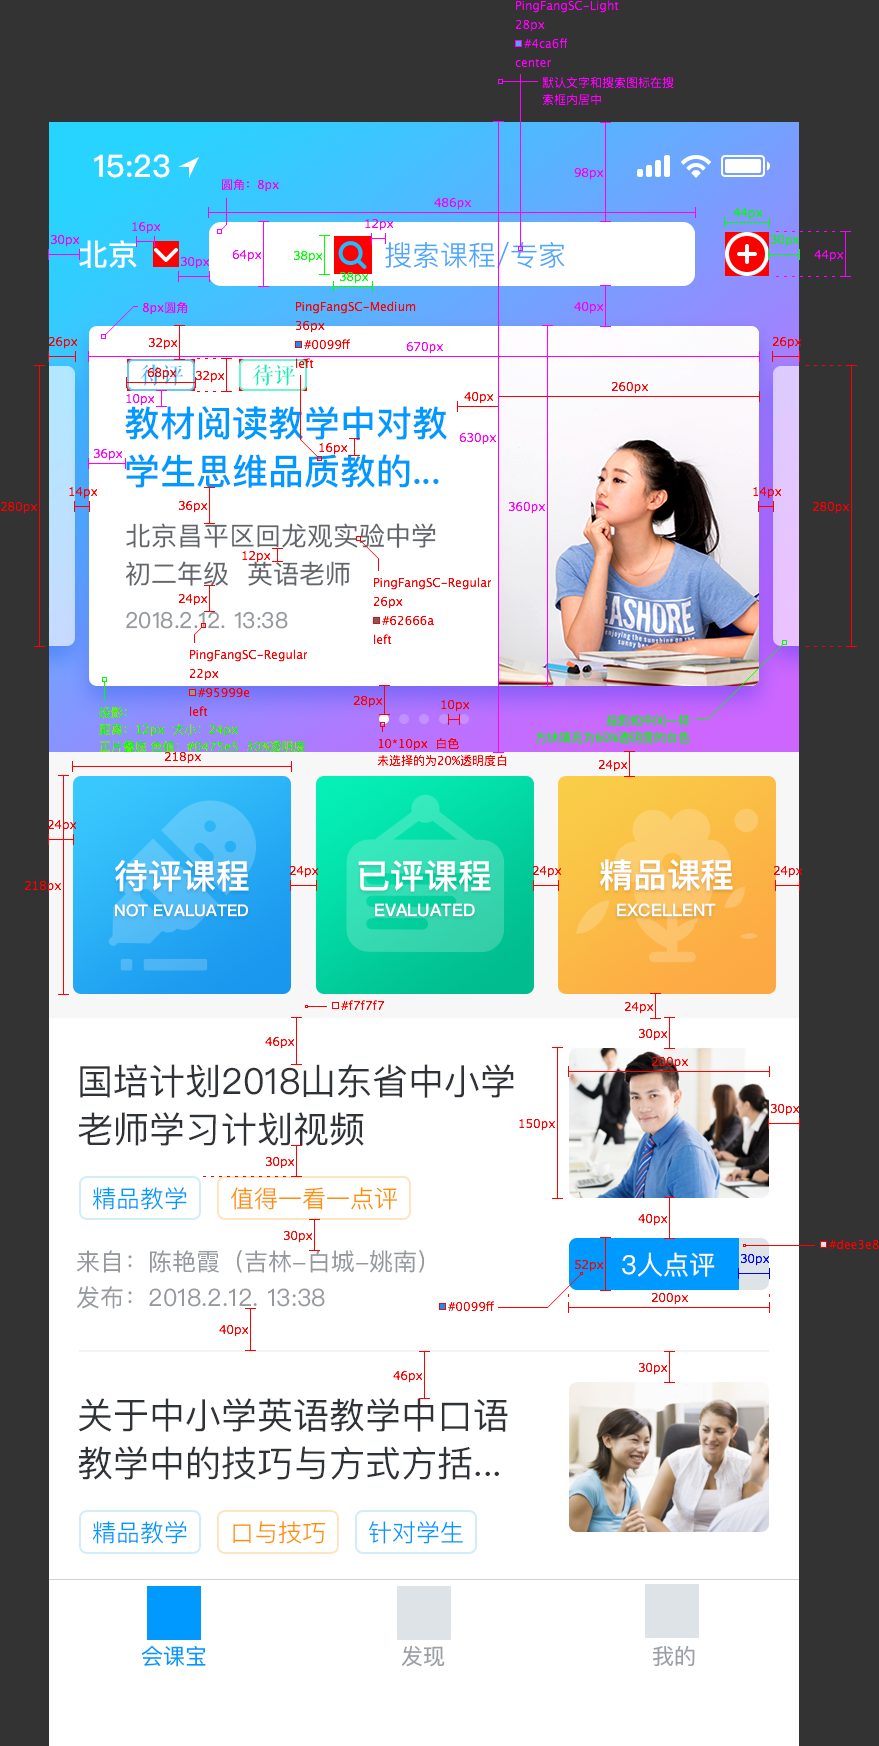 PingFangSC-Light
28px
#4ca6ff
center
默认文字和搜索图标在搜
索框内居中
15:23
98px
圆角：8px
486px
44px
16px
12px
30px
北京
30px
64px
38px
38px
搜索课程/专家
30px
44px
40px
8px圆角
PingFangSC-Medium
36px
#0099ff
left
26px
32px
670px
26px
待评
68px
32px
待评
10px
40px
260px
教材阅读教学中对教
16px
630px
36px
学生思维品质教的...
280px
14px
36px
360px
14px
280px
北京昌平区回龙观实验中学
12px
初二年级 英语老师
PingFangSC-Regular
26px
#62666a
left
24px
2018.2.12. 13:38
EASHORE
enjoying the sunshine on the
sunny bea
PingFangSC-Regular
22px
#95999e
left
28px
10px
距离：12px 大小：24px
10*10px 白色
未选择的为20%透明度白
218px
24px
24px
218px
24px
24px
24px
待评课程
NOT EVALUATED
已评课程
EVALUATED
精品课程
EXCELLENT
#f7f7f7
24px
46px
30px
国培计划2018山东省中小学
老师学习计划视频
200px
150px
30px
30px
精品教学
值得一看一点评
30px
40px
来自：陈艳霞（吉林-白城-姚南）
发布：2018.2.12. 13:38
52px
3人点评
30px
#dee3e8
#0099ff
200px
40px
46px
30px
关于中小学英语教学中口语
教学中的技巧与方式方括...
精品教学
口与技巧
针对学生
会课宝
发现
我的